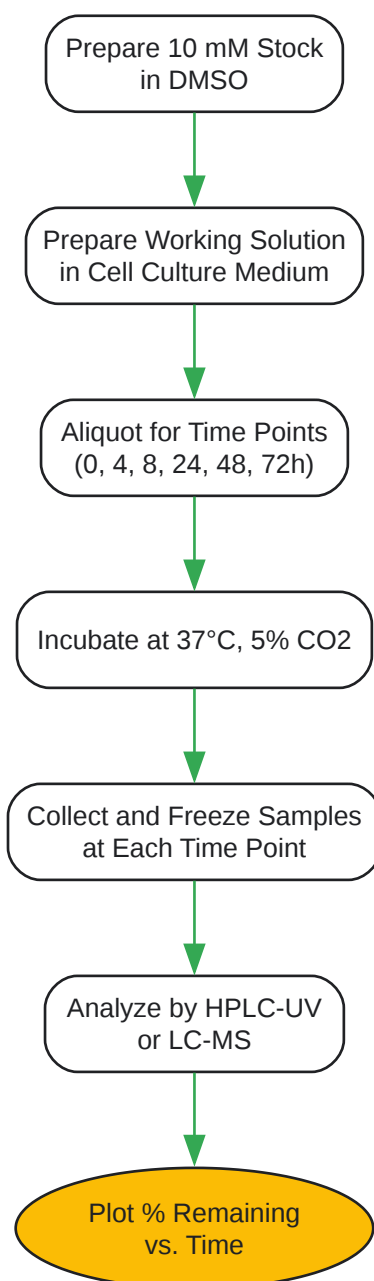 Prepare 10 mM Stock
in DMSO
Prepare Working Solution
in Cell Culture Medium
Aliquot for Time Points
(0, 4, 8, 24, 48, 72h)
Incubate at 37°C, 5% CO2
Collect and Freeze Samples
at Each Time Point
Analyze by HPLC-UV
or LC-MS
Plot % Remaining
vs. Time